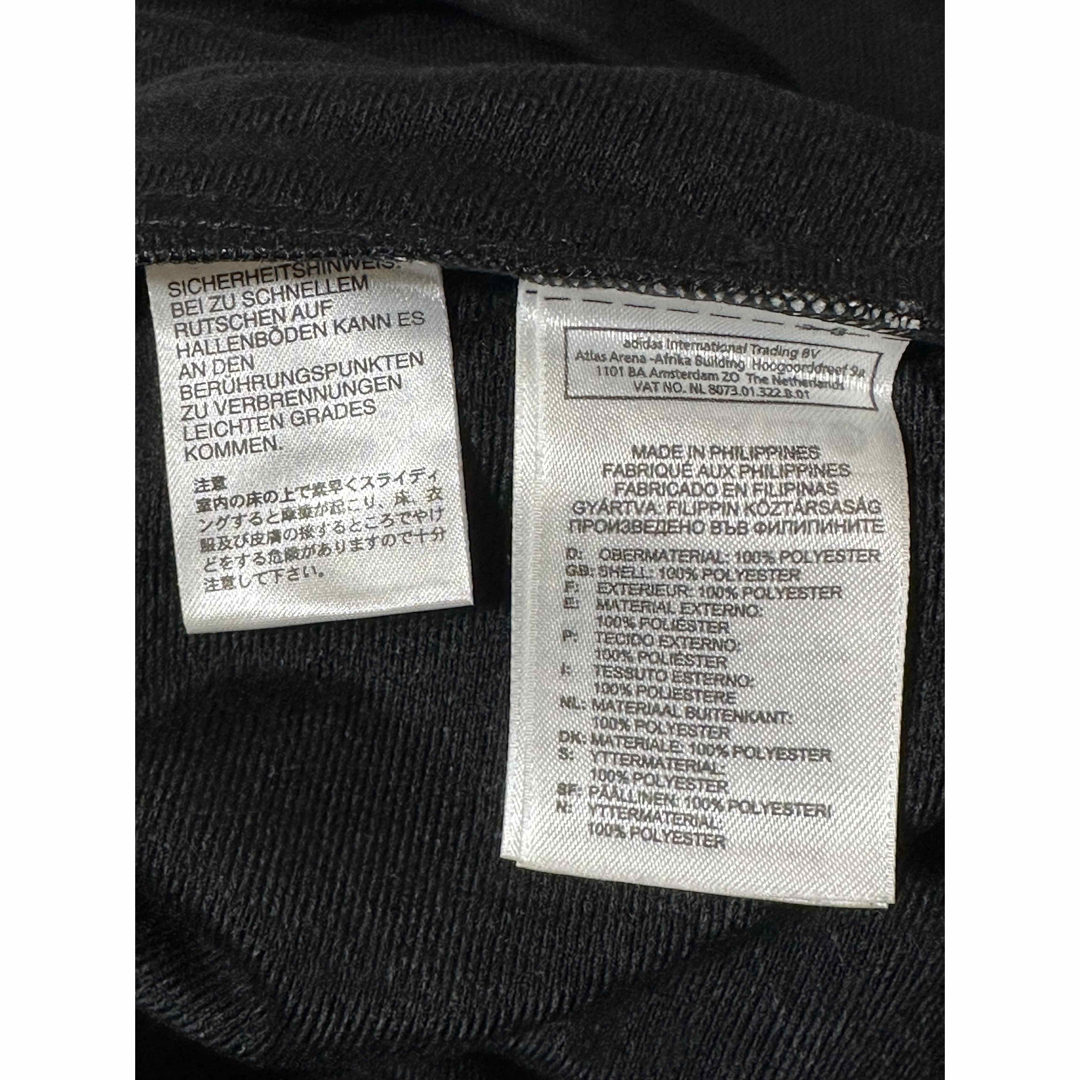 SICHERHEITSHINWEIS:
BEI ZU SCHNELLEM
RUTSCHEN AUF
HALLENBÖDEN KANN ES
AN DEN
BERÜHRUNGSPUNKTEN
ZU VERBRENNUNGEN
LEICHTEN GRADES
KOMMEN.
注意
室内の床の上で素早くスライディ
ングすると摩擦が起こり、床、衣
服及び皮膚の接するところでやけ
どをする危険がありますので十分
注意して下さい。
adidas International Trading BV
Atlas Arena -Afrika Building Hoogoorddreef 9a
1101 BA Amsterdam ZO The Netherlands
VAT NO. NL 8073.01.322.B.01
MADE IN PHILIPPINES
FABRIQUÉ AUX PHILIPPINES
FABRICADO EN FILIPINAS
GYÁRTVA: FILIPPIN KÖZTÁRSASÁG
ПРОИЗВЕДЕНО ВЪВ ФИЛИПИНИТЕ
D: OBERMATERIAL: 100% POLYESTER
GB: SHELL: 100% POLYESTER
F: EXTERIEUR: 100% POLYESTER
E: MATERIAL EXTERNO:
100% POLIÉSTER
P: TECIDO EXTERNO:
100% POLIÉSTER
I: TESSUTO ESTERNO:
100% POLIESTERE
NL: MATERIAAL BUITENKANT:
100% POLYESTER
DK: MATERIALE: 100% POLYESTER
S: YTTERMATERIAL:
100% POLYESTER
SF: PÄÄLLINEN: 100% POLYESTERI
N: YTTERMATERIAL:
100% POLYESTER